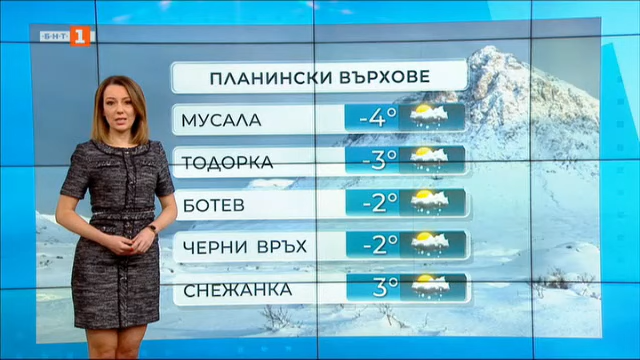 БНТ 1
ПЛАНИНСКИ ВЪРХОВЕ
МУСАЛА -4°
ТОДОРКА -3°
БОТЕВ -2°
ЧЕРНИ ВРЪХ -2°
СНЕЖАНКА 3°